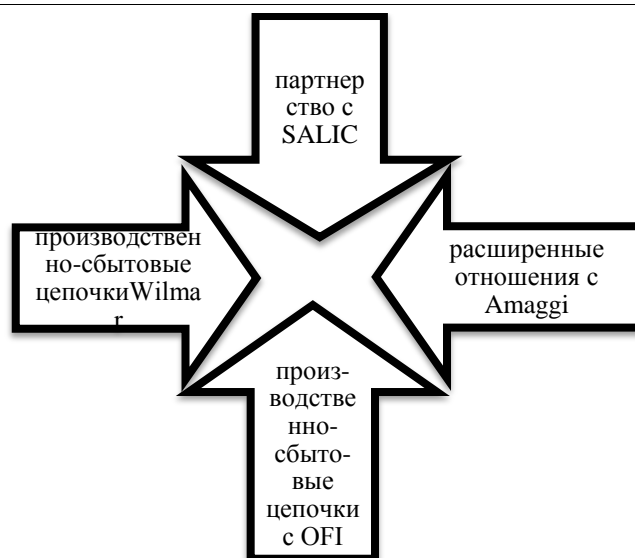 партнер
ство с
SALIC
производствен
но-сбытовые
цепочкиWilma
r
расширенные
отношения с
Amaggi
произ-
водстве
нно-
сбыто-
вые
цепочки
с OFI